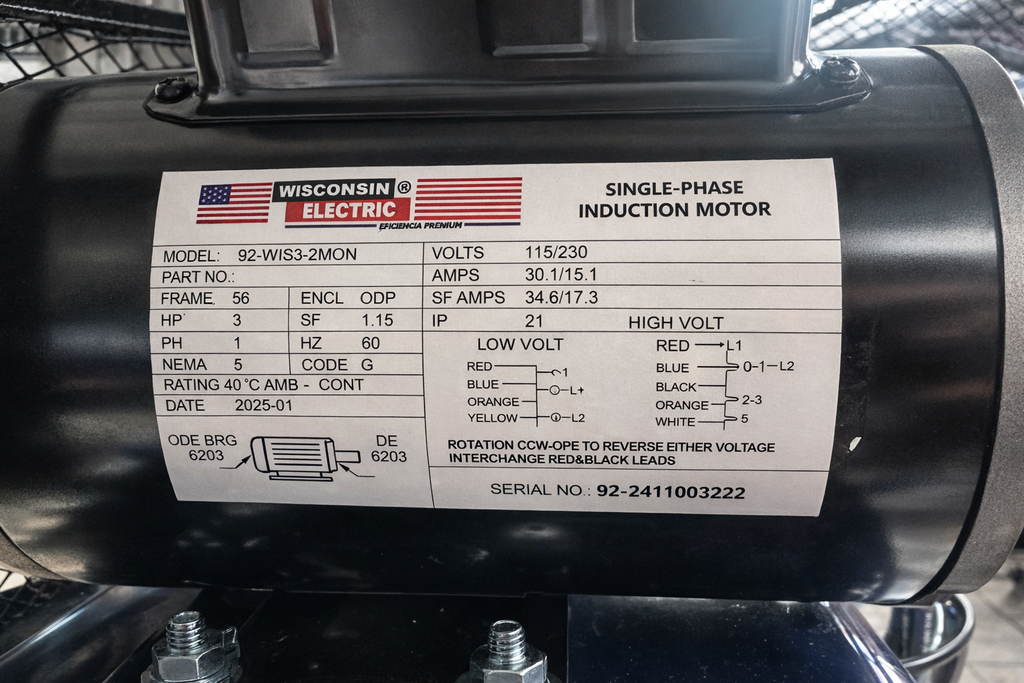 WISCONSIN ®
ELECTRIC
EFICIENCIA PREMIUM
SINGLE-PHASE
INDUCTION MOTOR
MODEL: 92-WIS3-2MON
PART NO.:
FRAME 56 ENCL ODP
HP 3 SF 1.15
PH 1 HZ 60
NEMA 5 CODE G
RATING 40 °C AMB - CONT
DATE 2025-01
ODE BRG
6203
DE
6203
VOLTS 115/230
AMPS 30.1/15.1
SF AMPS 34.6/17.3
IP 21
LOW VOLT
RED 1
BLUE L+
ORANGE
YELLOW L2
HIGH VOLT
RED L1
BLUE 0-1-L2
BLACK
ORANGE 2-3
WHITE 5
ROTATION CCW-OPE TO REVERSE EITHER VOLTAGE
INTERCHANGE RED&BLACK LEADS
SERIAL NO.: 92-2411003222